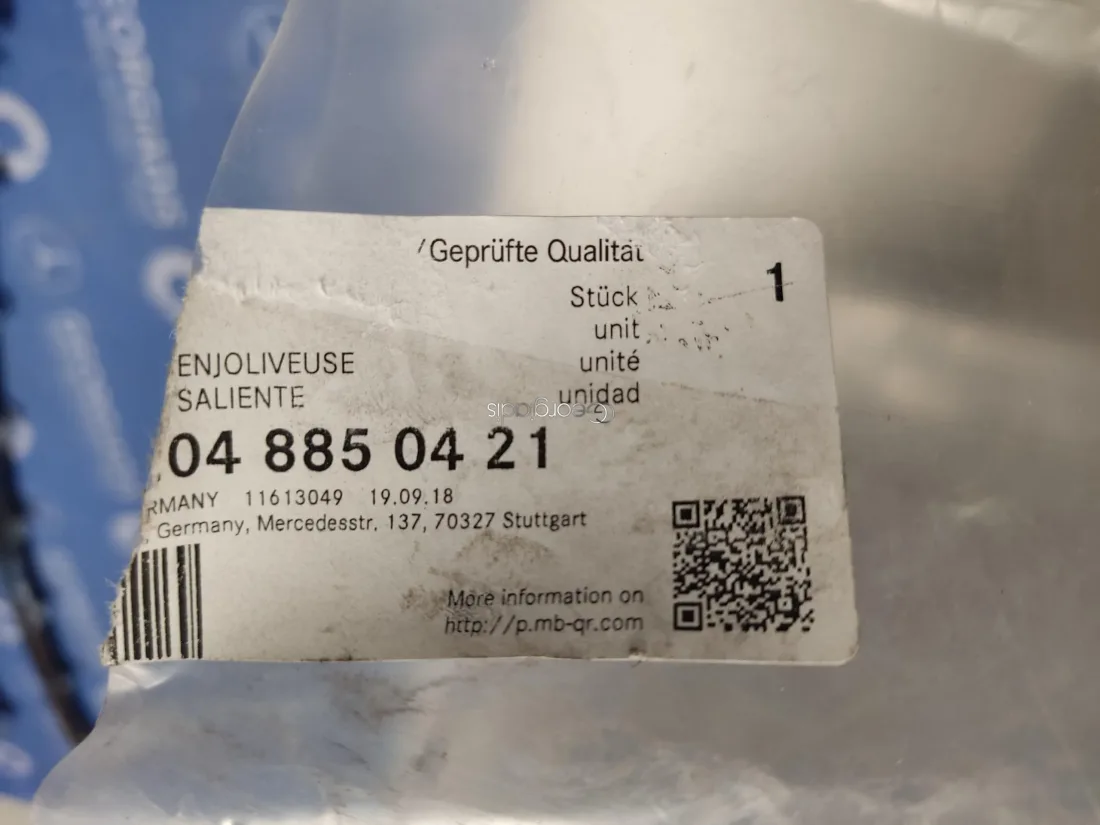 /Geprüfte Qualität
Stück 1
unit
ENJOLIVEUSE unité
SALIENTE unidad
Georgiadis
04 885 04 21
RMANY 11613049 19.09.18
, Germany, Mercedesstr. 137, 70327 Stuttgart
More information on
http://p.mb-qr.com